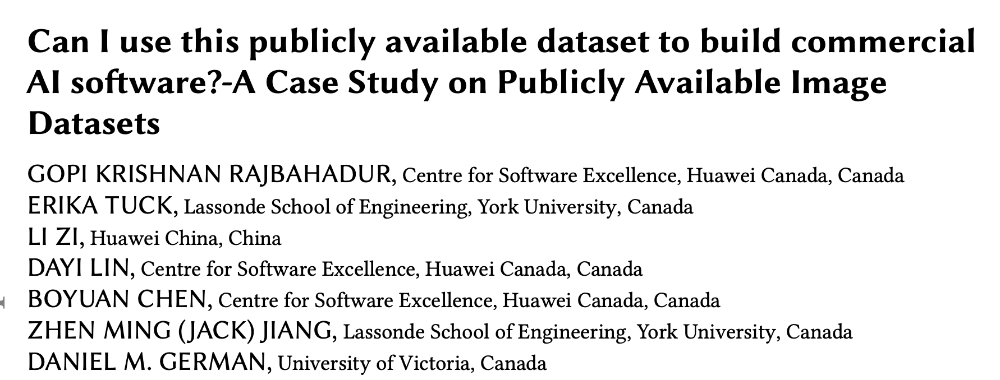 Can I use this publicly available dataset to build commercial
AI software?-A Case Study on Publicly Available Image
Datasets
GOPI KRISHNAN RAJBAHADUR, Centre for Software Excellence, Huawei Canada, Canada
ERIKA TUCK, Lassonde School of Engineering, York University, Canada
LI ZI, Huawei China, China
DAYI LIN, Centre for Software Excellence, Huawei Canada, Canada
BOYUAN CHEN, Centre for Software Excellence, Huawei Canada, Canada
ZHEN MING (JACK) JIANG, Lassonde School of Engineering, York University, Canada
DANIEL M. GERMAN, University of Victoria, Canada